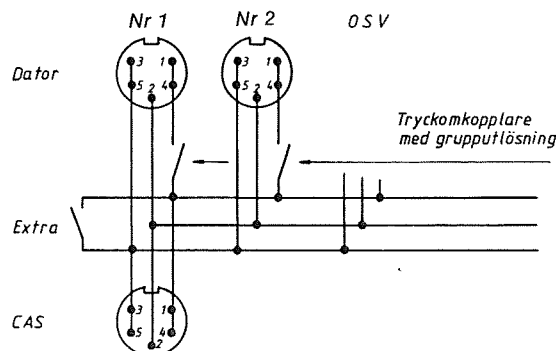 Nr 1 Nr 2 OSV
Dator
3 1 3 1
5 2 4 5 2 4
Tryckomkopplare
med grupputlösning
Extra
CAS
3 1
5 4
2